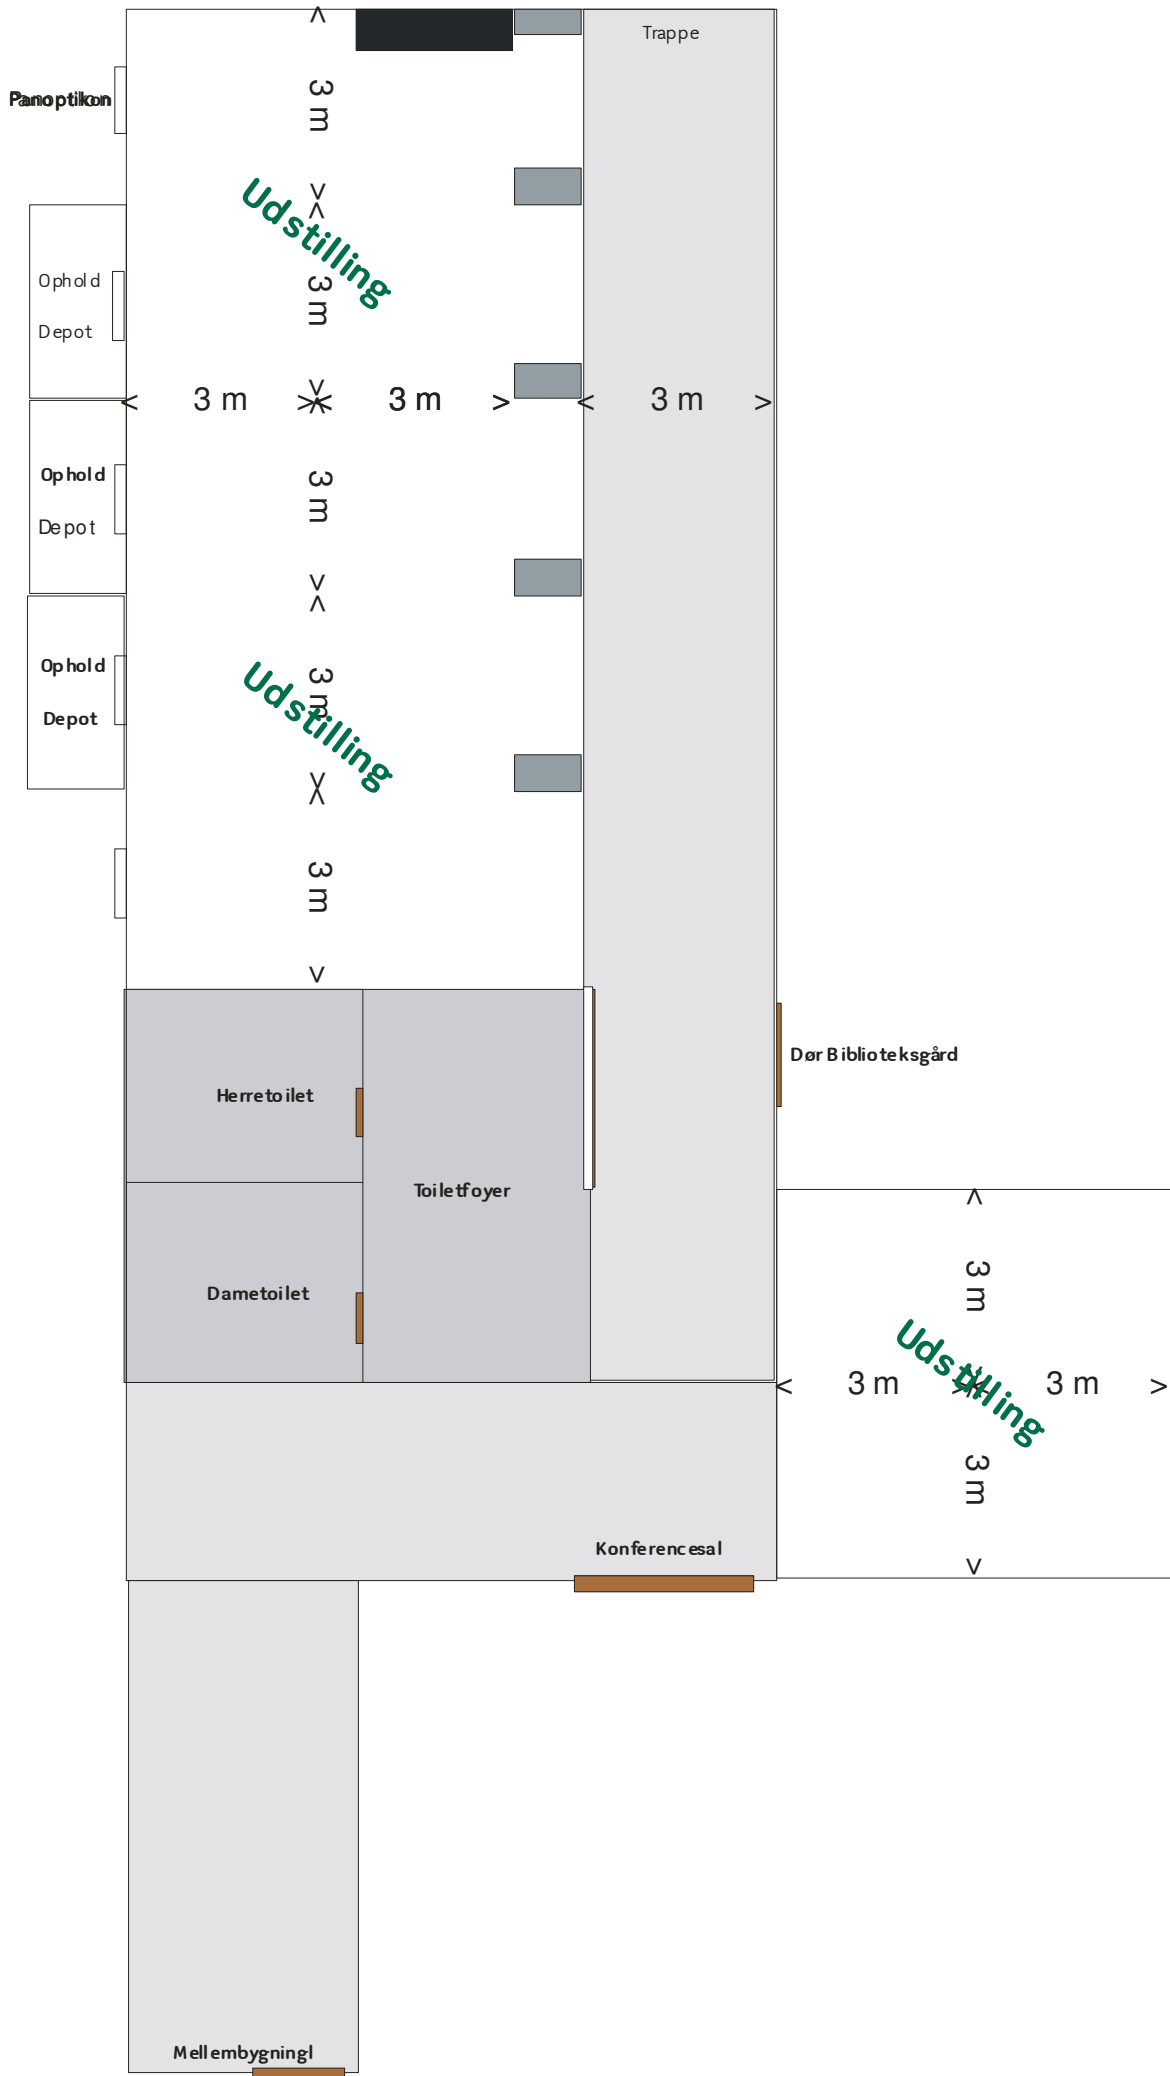 Trappe
3 m
Panoptikon
Udstilling
Ophold
3 m
Depot
3 m
3 m
3 m
Ophold
3 m
Depot
Ophold
3 m
Udstilling
Depot
3 m
Dør Biblioteksgård
Herretoilet
Toiletfoyer
3 m
Dametoilet
Udstilling
3 m
3 m
3 m
Konferencesal
Mellembygningl